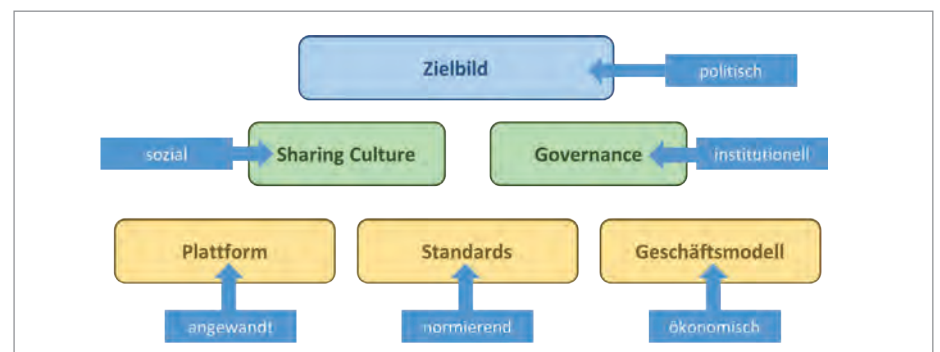 Zielbild
politisch
sozial
Sharing Culture
Governance
institutionell
Plattform
Standards
Geschäftsmodell
angewandt
normierend
ökonomisch